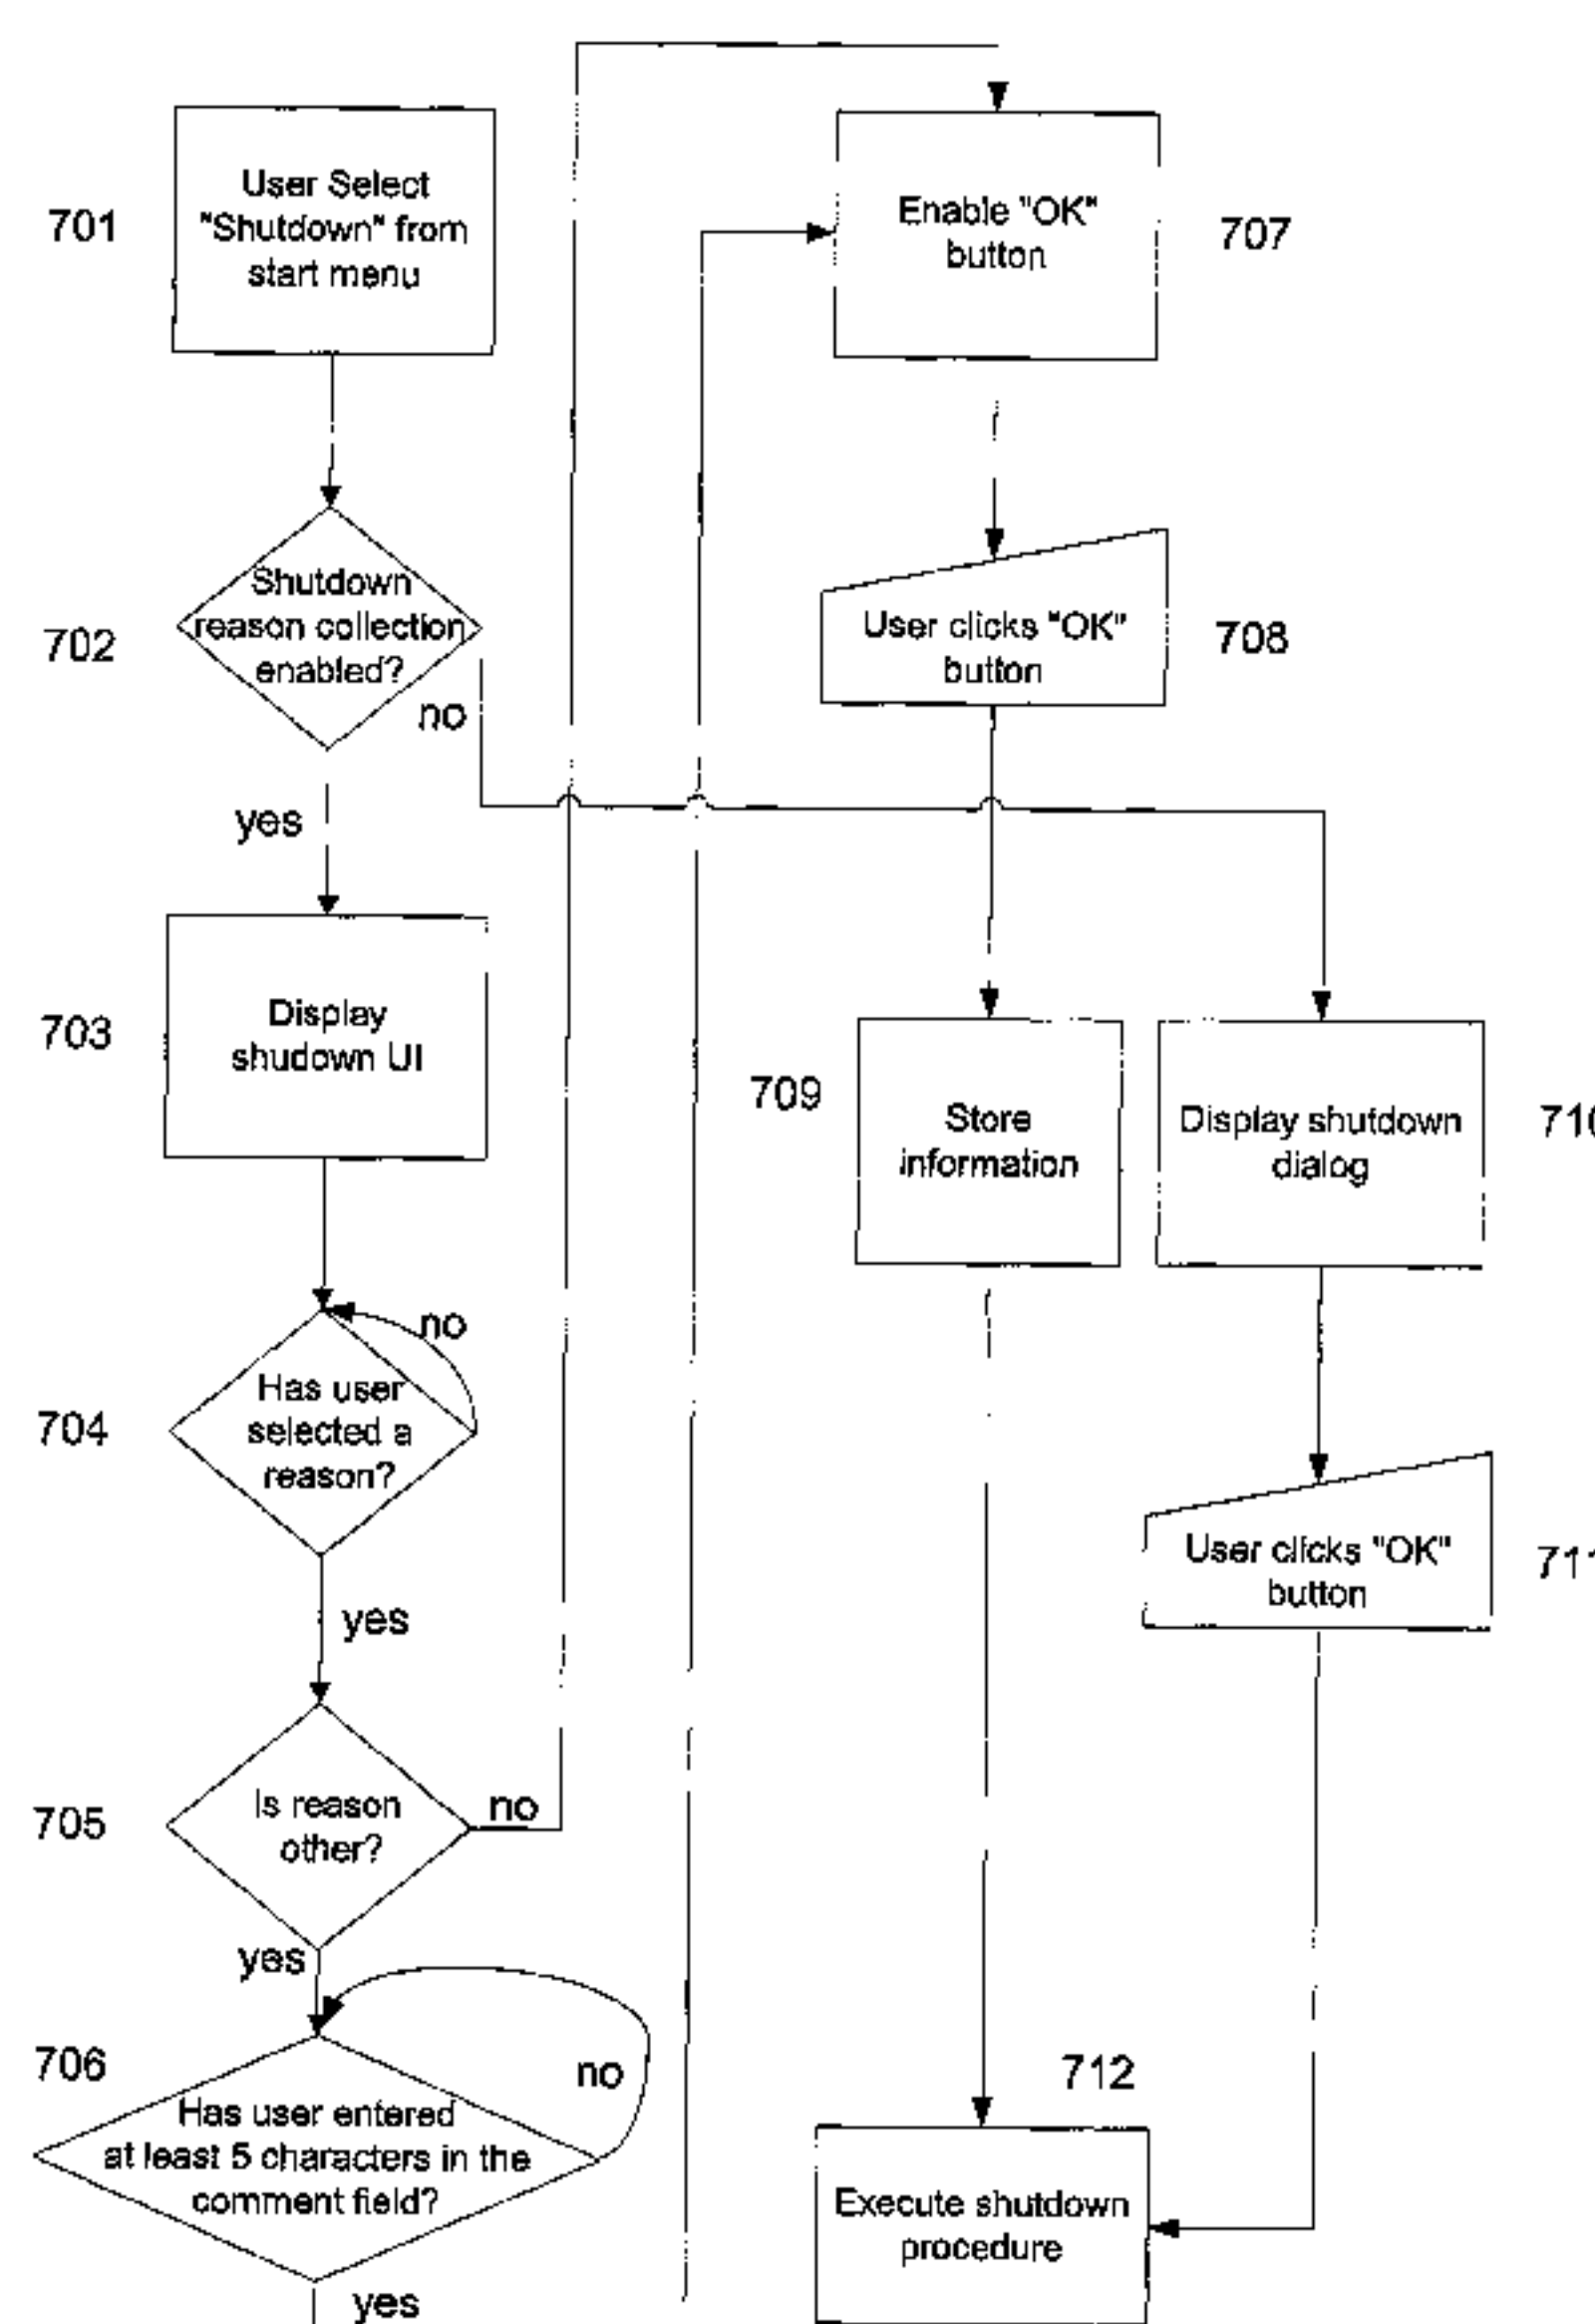 701
User Select
"Shutdown" from
start menu
702
Shutdown
reason collection
enabled?
no
yes
703
Display
shudown UI
704
no
Has user
selected a
reason?
yes
705
Is reason
other?
no
yes
706
no
Has user entered
at least 5 characters in the
comment field?
yes
Enable "OK"
button
707
User clicks "OK"
button
708
709
Store
information
Display shutdown
dialog
710
User clicks "OK"
button
711
712
Execute shutdown
procedure